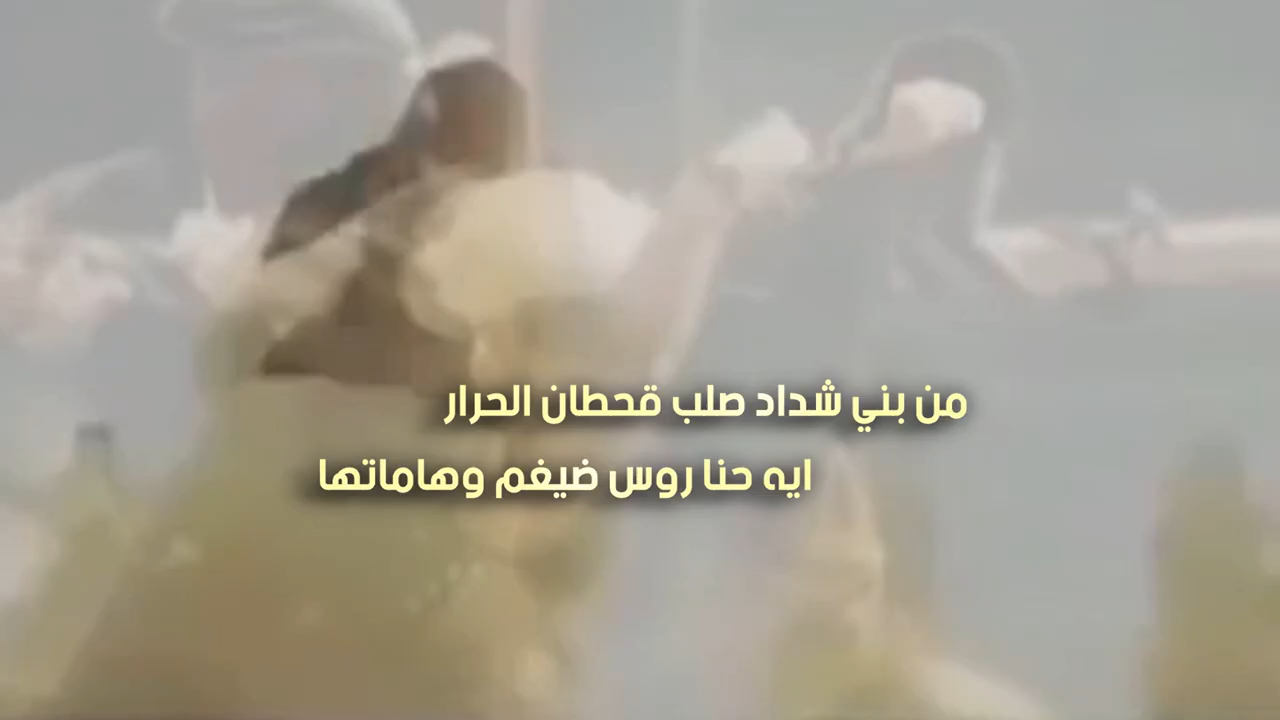 من بني شداد صلب قحطان الحرار
ايه حنا روس ضيغم وهاماتها